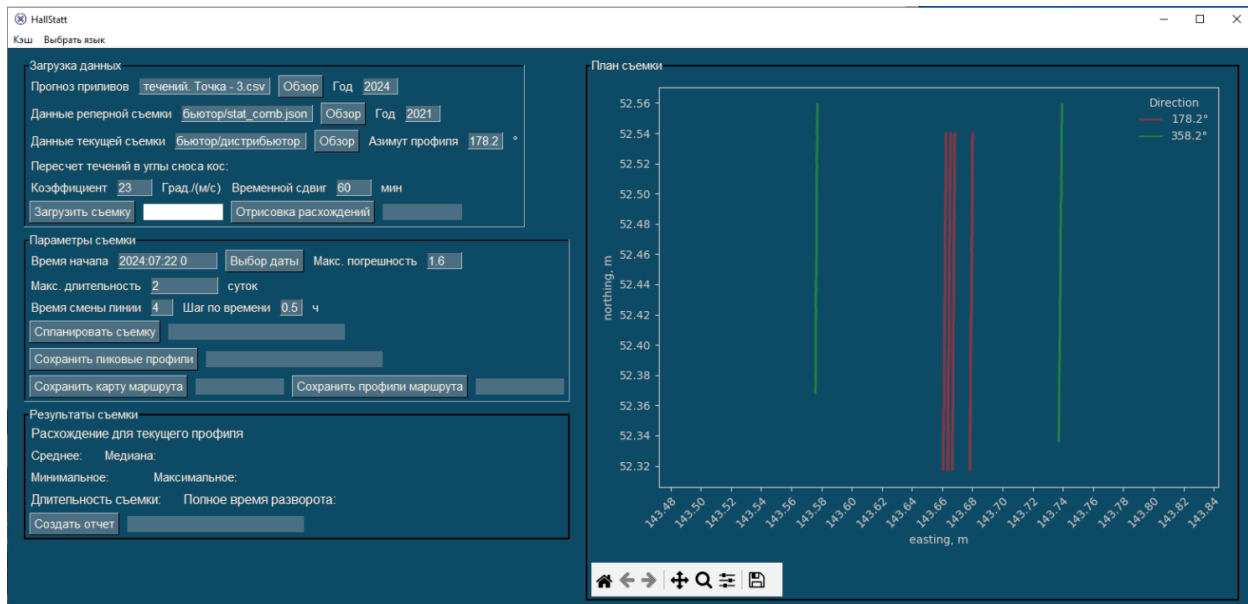 HallStatt
Кэш Выбрать язык
Загрузка данных
Прогноз приливов течений. Точка - 3.csv Обзор Год 2024
Данные реперной съемки бьютор/stat_comb.json Обзор Год 2021
Данные текущей съемки бьютор/дистрибьютор Обзор Азимут профиля 178.2 °
Пересчет течений в углы сноса кос:
Коэффициент 23 Град./(м/с) Временной сдвиг 60 мин
Загрузить съемку Отрисовка расхождений
Параметры съемки
Время начала 2024:07:22 0 Выбор даты Макс. погрешность 1.6
Макс. длительность 2 суток
Время смены линии 4 Шаг по времени 0.5 ч
Спланировать съемку
Сохранить пиковые профили
Сохранить карту маршрута Сохранить профили маршрута
Результаты съемки
Расхождение для текущего профиля
Среднее: Медиана:
Минимальное: Максимальное:
Длительность съемки: Полное время разворота:
Создать отчет
План съемки
Direction
178.2°
358.2°
52.56
52.54
52.52
52.50
52.48
52.46
52.44
52.42
52.40
52.38
52.36
52.34
52.32
northing, m
143.48 143.50 143.52 143.54 143.56 143.58 143.60 143.62 143.64 143.66 143.68 143.70 143.72 143.74 143.76 143.78 143.80 143.82 143.84
easting, m